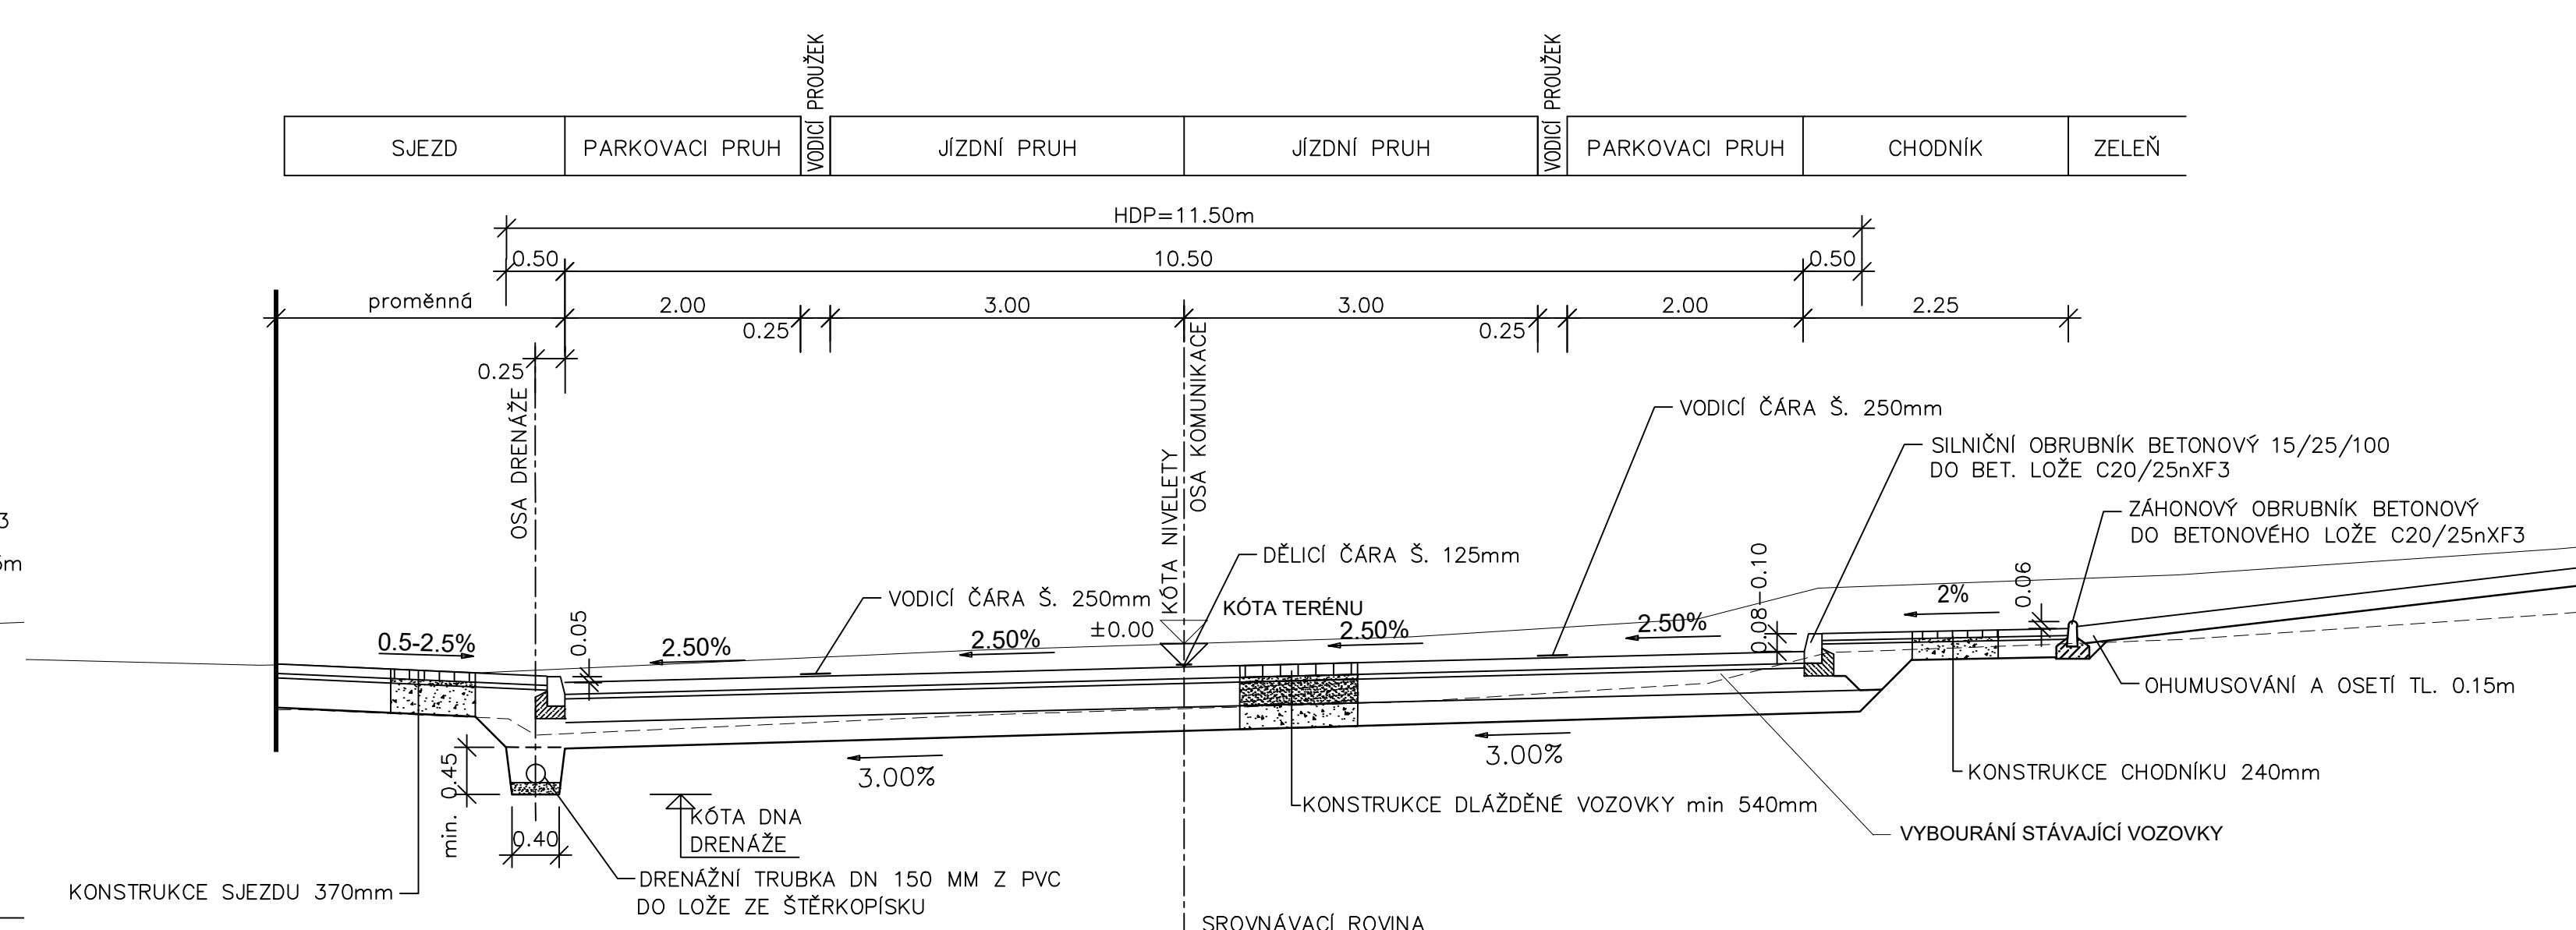 VODICÍ PROUŽEK
VODICÍ PROUŽEK
SJEZD
PARKOVACI PRUH
JÍZDNÍ PRUH
JÍZDNÍ PRUH
PARKOVACI PRUH
CHODNÍK
ZELEŇ
HDP=11.50m
0.50
10.50
0.50
proměnná
2.00
0.25
3.00
3.00
0.25
2.00
2.25
0.25
OSA DRENÁŽE
KÓTA NIVELETY
OSA KOMUNIKACE
VODICÍ ČÁRA Š. 250mm
SILNIČNÍ OBRUBNÍK BETONOVÝ 15/25/100
DO BET. LOŽE C20/25nXF3
ZÁHONOVÝ OBRUBNÍK BETONOVÝ
DO BETONOVÉHO LOŽE C20/25nXF3
DĚLICÍ ČÁRA Š. 125mm
VODICÍ ČÁRA Š. 250mm
KÓTA TERÉNU
±0.00
0.5-2.5%
0.05
2.50%
2.50%
2.50%
2.50%
0.08-0.10
2%
0.06
OHUMUSOVÁNÍ A OSETÍ TL. 0.15m
3.00%
3.00%
min. 0.45
0.40
KÓTA DNA
DRENÁŽE
KONSTRUKCE CHODNÍKU 240mm
KONSTRUKCE DLÁŽDĚNÉ VOZOVKY min 540mm
VYBOURÁNÍ STÁVAJÍCÍ VOZOVKY
KONSTRUKCE SJEZDU 370mm
DRENÁŽNÍ TRUBKA DN 150 MM Z PVC
DO LOŽE ZE ŠTĚRKOPÍSKU
SROVNÁVACÍ ROVINA